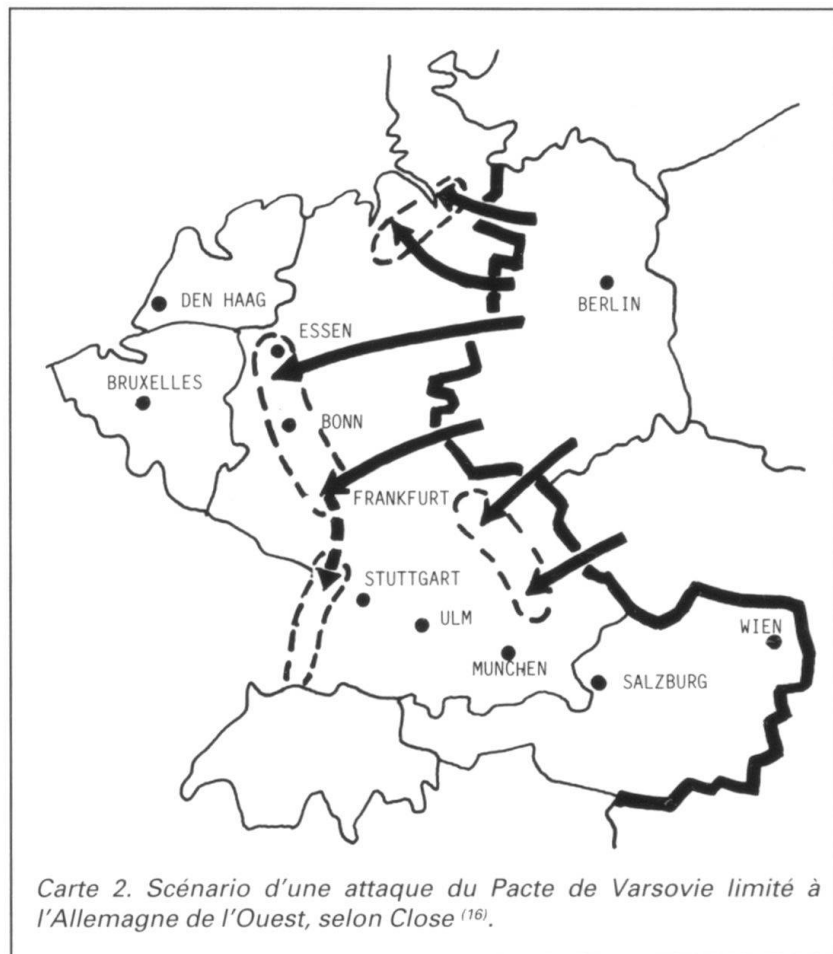 DEN HAAG
BERLIN
ESSEN
BRUXELLES
BONN
FRANKFURT
STUTTGART
ULM
WIEN
MUNCHEN
SALZBURG
Carte 2. Scénario d'une attaque du Pacte de Varsovie limité à
l'Allemagne de l'Ouest, selon Close (16).